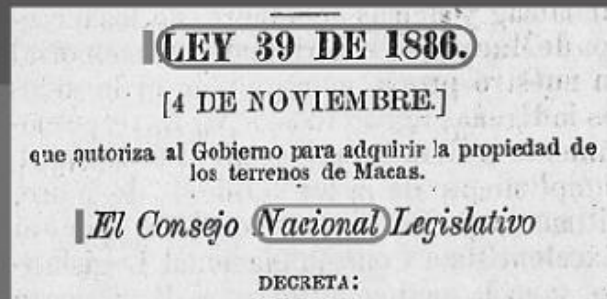 LEY 39 DE 1886.
[4 DE NOVIEMBRE.]
que autoriza al Gobierno para adquirir la propiedad de
los terrenos de Macas.
El Consejo Nacional Legislativo
DECRETA: